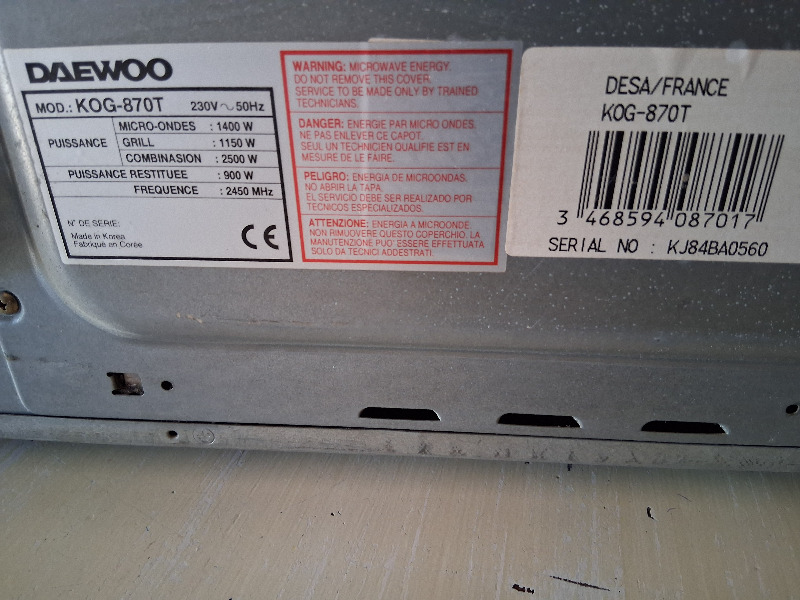 DAEWOO
MOD.: KOG-870T 230V ~ 50Hz
PUISSANCE
MICRO-ONDES : 1400 W
GRILL : 1150 W
COMBINASION : 2500 W
PUISSANCE RESTITUEE : 900 W
FREQUENCE : 2450 MHz
N° DE SERIE:
Made in Korea
Fabriqué en Corée
CE
WARNING: MICROWAVE ENERGY.
DO NOT REMOVE THIS COVER.
SERVICE TO BE MADE ONLY BY TRAINED
TECHNICIANS.
DANGER: ENERGIE PAR MICRO ONDES.
NE PAS ENLEVER CE CAPOT.
SEUL UN TECHNICIEN QUALIFIE EST EN
MESURE DE LE FAIRE.
PELIGRO: ENERGIA DE MICROONDAS.
NO ABRIR LA TAPA.
EL SERVICIO DEBE SER REALIZADO POR
TECNICOS ESPECIALIZADOS.
ATTENZIONE: ENERGIA A MICROONDE.
NON RIMUOVERE QUESTO COPERCHIO. LA
MANUTENZIONE PUO' ESSERE EFFETTUATA
SOLO DA TECNICI ADDESTRATI.
DESA/FRANCE
KOG-870T
3 468594 087017
SERIAL NO : KJ84BA0560